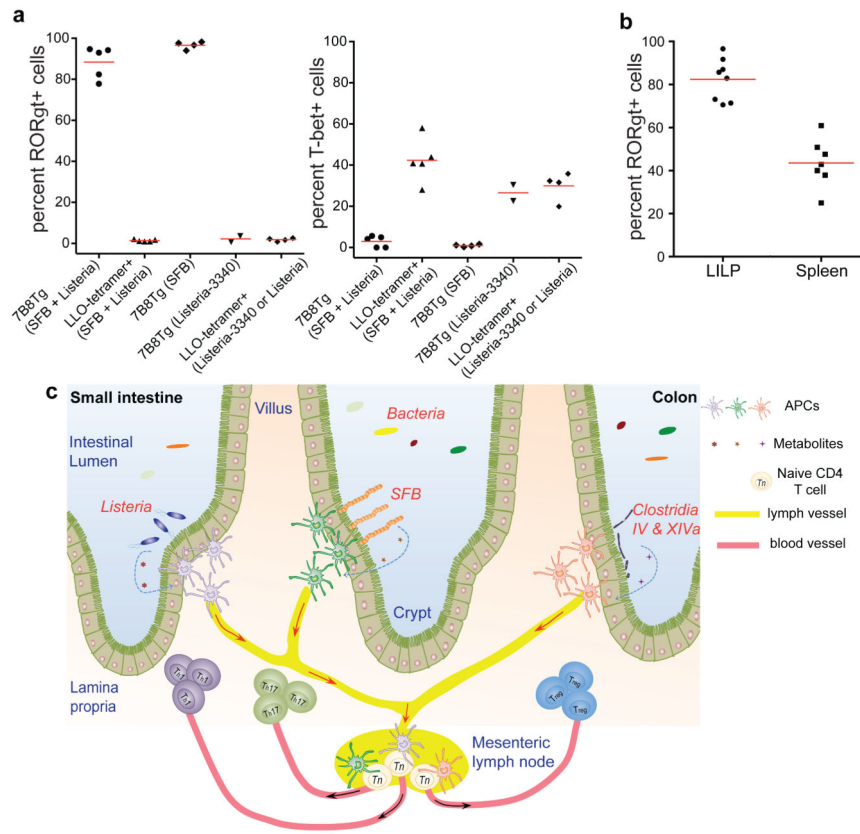 a
b
percent RORgt+ cells
100
80
60
40
20
0
7B8Tg
(SFB + Listeria)
LLO-tetramer+
(SFB + Listeria)
7B8Tg (SFB)
7B8Tg (Listeria-3340)
LLO-tetramer+
(Listeria-3340 or Listeria)
percent T-bet+ cells
100
80
60
40
20
0
7B8Tg
(SFB + Listeria)
LLO-tetramer+
(SFB + Listeria)
7B8Tg (SFB)
7B8Tg (Listeria-3340)
LLO-tetramer+
(Listeria-3340 or Listeria)
percent RORgt+ cells
100
80
60
40
20
0
LILP
Spleen
c
Small intestine
Villus
Colon
Bacteria
Intestinal
Lumen
Listeria
SFB
Clostridia
IV & XIVa
Crypt
Lamina
propria
Th1
Th1
Th1
Th17
Th17
Th17
Treg
Treg
Treg
Mesenteric
lymph node
Tn
Tn
Tn
APCs
Metabolites
Tn
Naive CD4
T cell
lymph vessel
blood vessel